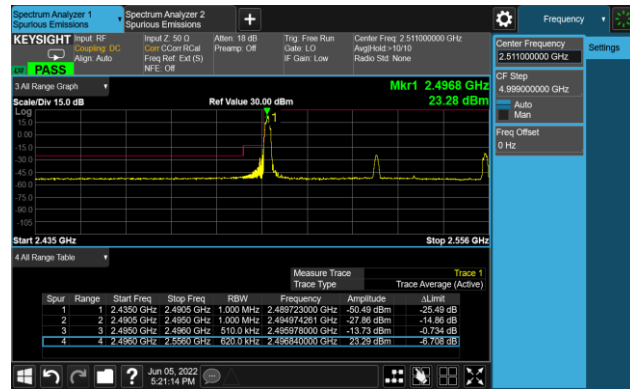 Spectrum Analyzer 1
Spurious Emissions
Spectrum Analyzer 2
Spurious Emissions
+
Frequency
KEYSIGHT
Input: RF
Coupling: DC
Align: Auto
Input Z: 50 Ω
Corr CCorr RCal
Freq Ref: Ext (S)
NFE: Off
Atten: 18 dB
Preamp: Off
Trig: Free Run
Gate: LO
IF Gain: Low
Center Freq: 2.511000000 GHz
Avg|Hold:>10/10
Radio Std: None
PASS
Center Frequency
2.511000000 GHz
Settings
CF Step
4.999000000 GHz
Auto
Man
Freq Offset
0 Hz
3 All Range Graph
Mkr1 2.4968 GHz
Scale/Div 15.0 dB
Ref Value 30.00 dBm
23.28 dBm
Log
1
15.0
0.00
-15.0
-30.0
-45.0
-60.0
-75.0
-90.0
-105
Start 2.435 GHz
Stop 2.556 GHz
4 All Range Table
Measure Trace Trace 1
Trace Type Trace Average (Active)
Spur Range Start Freq Stop Freq RBW Frequency Amplitude ΔLimit
1 1 2.4350 GHz 2.4905 GHz 1.000 MHz 2.489723000 GHz -50.49 dBm -25.49 dB
2 2 2.4905 GHz 2.4950 GHz 1.000 MHz 2.494974261 GHz -27.86 dBm -14.86 dB
3 3 2.4950 GHz 2.4960 GHz 510.0 kHz 2.495978000 GHz -13.73 dBm -0.734 dB
4 4 2.4960 GHz 2.5560 GHz 620.0 kHz 2.496840000 GHz 23.29 dBm -6.708 dB
?
Jun 05, 2022
5:21:14 PM